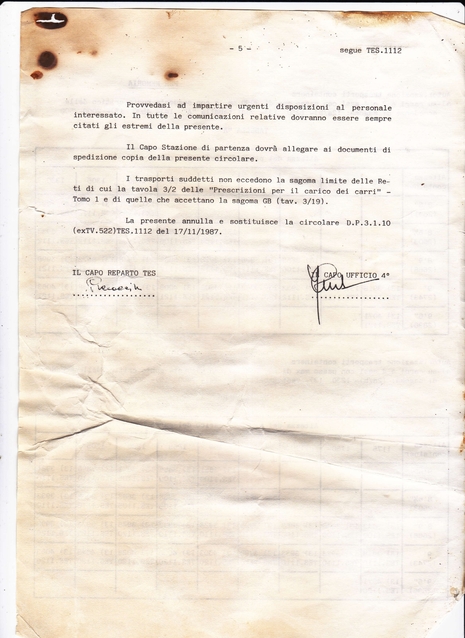 - 5 -
segue TES.1112
Provvedasi ad impartire urgenti disposizioni al personale
interessato. In tutte le comunicazioni relative dovranno essere sempre
citati gli estremi della presente.
Il Capo Stazione di partenza dovrà allegare ai documenti di
spedizione copia della presente circolare.
I trasporti suddetti non eccedono la sagoma limite delle Re-
ti di cui la tavola 3/2 delle "Prescrizioni per il carico dei carri" -
Tomo 1 e di quelle che accettano la sagoma GB (tav. 3/19).
La presente annulla e sostituisce la circolare D.P.3.1.10
(exTV.522)TES.1112 del 17/11/1987.
IL CAPO REPARTO TES
IL CAPO UFFICIO 4°